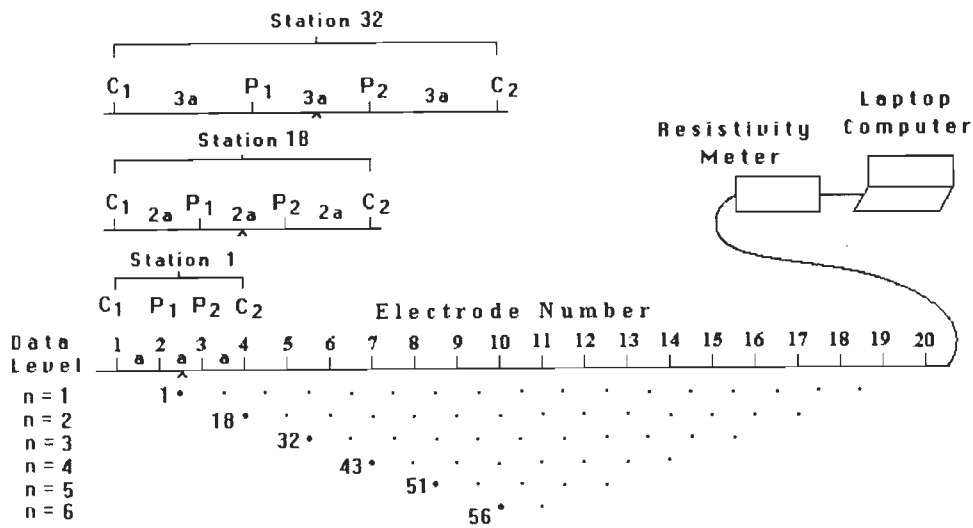 Station 32
C1 P1 P2 C2
3a 3a 3a
Station 18
C1 P1 P2 C2
2a 2a 2a
Station 1
C1 P1 P2 C2
Resistivity Meter
Laptop Computer
Electrode Number
Data Level
1 2 3 4 5 6 7 8 9 10 11 12 13 14 15 16 17 18 19 20
a a a
n = 1 1
n = 2 18
n = 3 32
n = 4 43
n = 5 51
n = 6 56